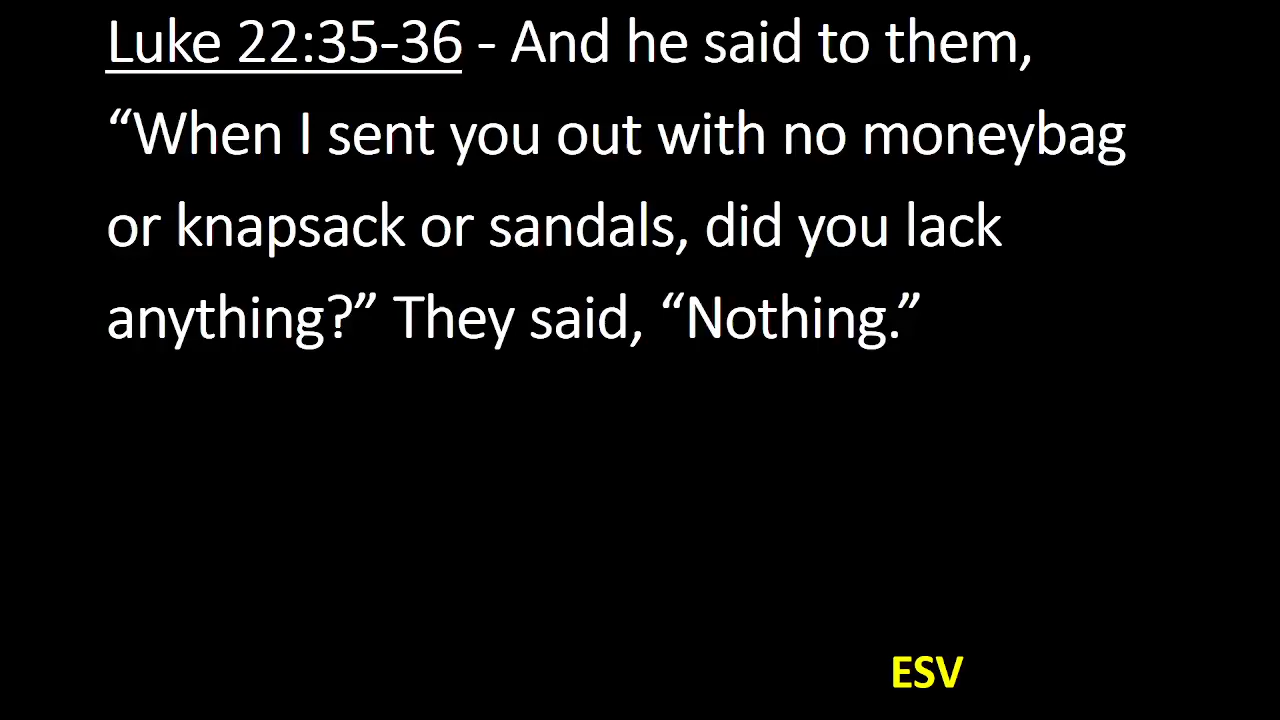 Luke 22:35-36 - And he said to them,
“When I sent you out with no moneybag
or knapsack or sandals, did you lack
anything?” They said, “Nothing.”
ESV